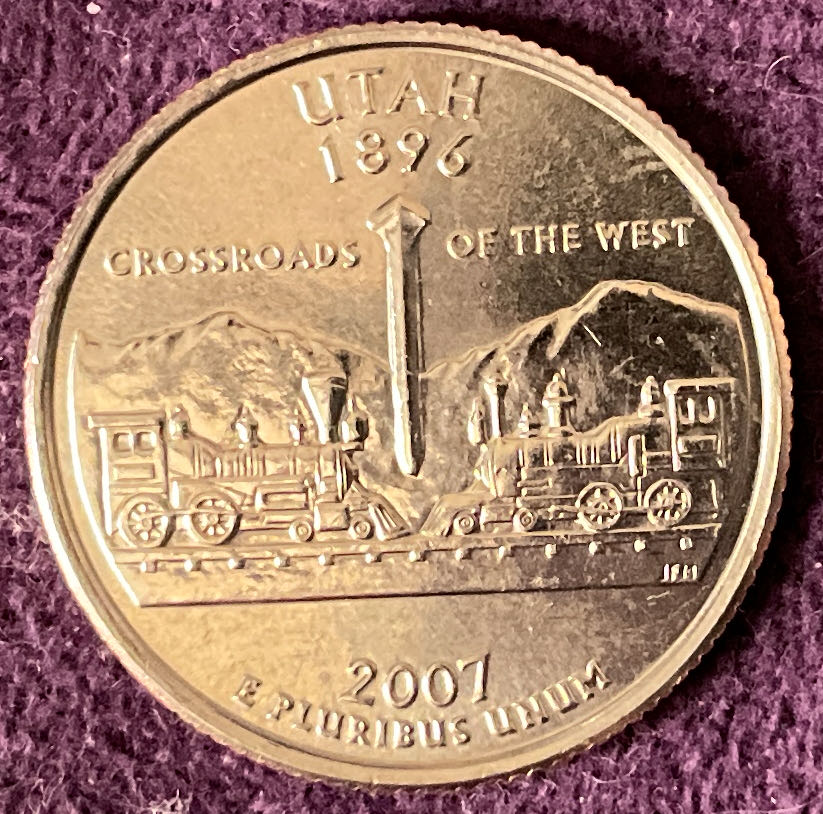 UTAH
1896
CROSSROADS OF THE WEST
JFM
2007
E PLURIBUS UNUM